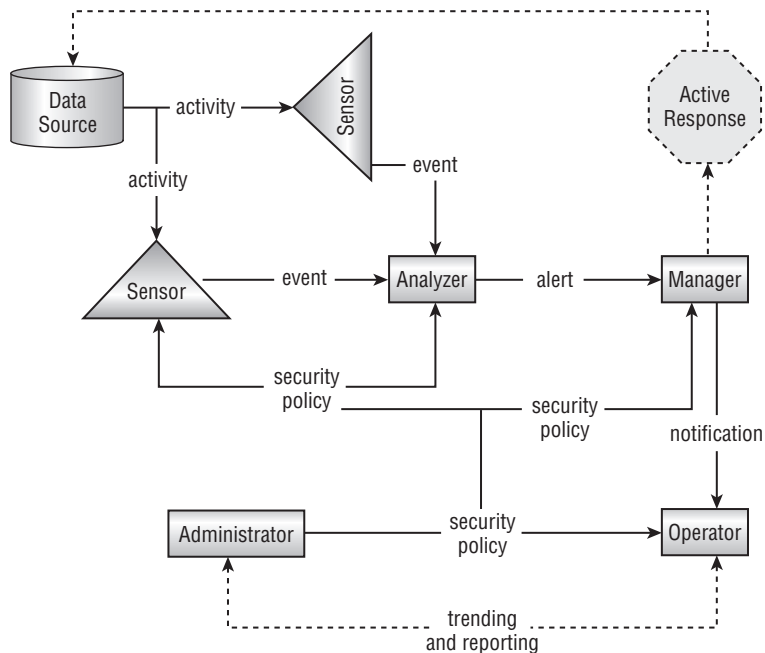 Data
Source
activity
Sensor
event
activity
Active
Response
Sensor
event
Analyzer
alert
Manager
security
policy
security
policy
notification
Administrator
security
policy
Operator
trending
and reporting